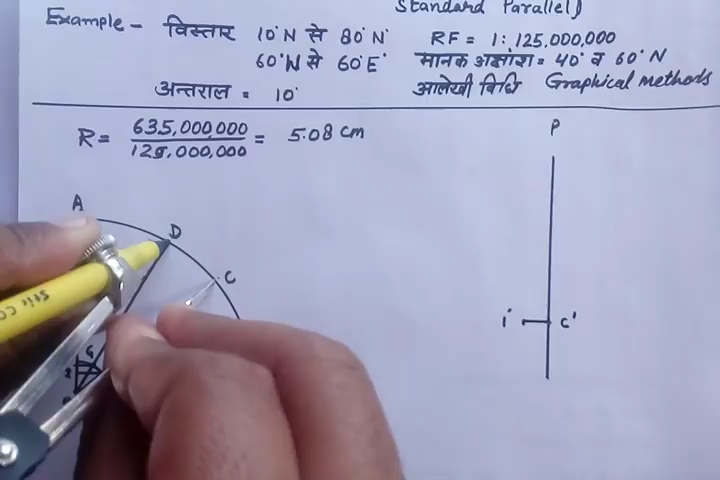 Standard Parallel)
Example - विस्तार 10°N से 80°N
60°W से 60°E
अन्तराल = 10°
RF = 1: 125,000,000
मानक अक्षांश = 40° व 60° N
आलेखी विधि Graphical methods
R = 635,000,000 / 125,000,000 = 5.08 cm
P
A
D
C
i
c'
G